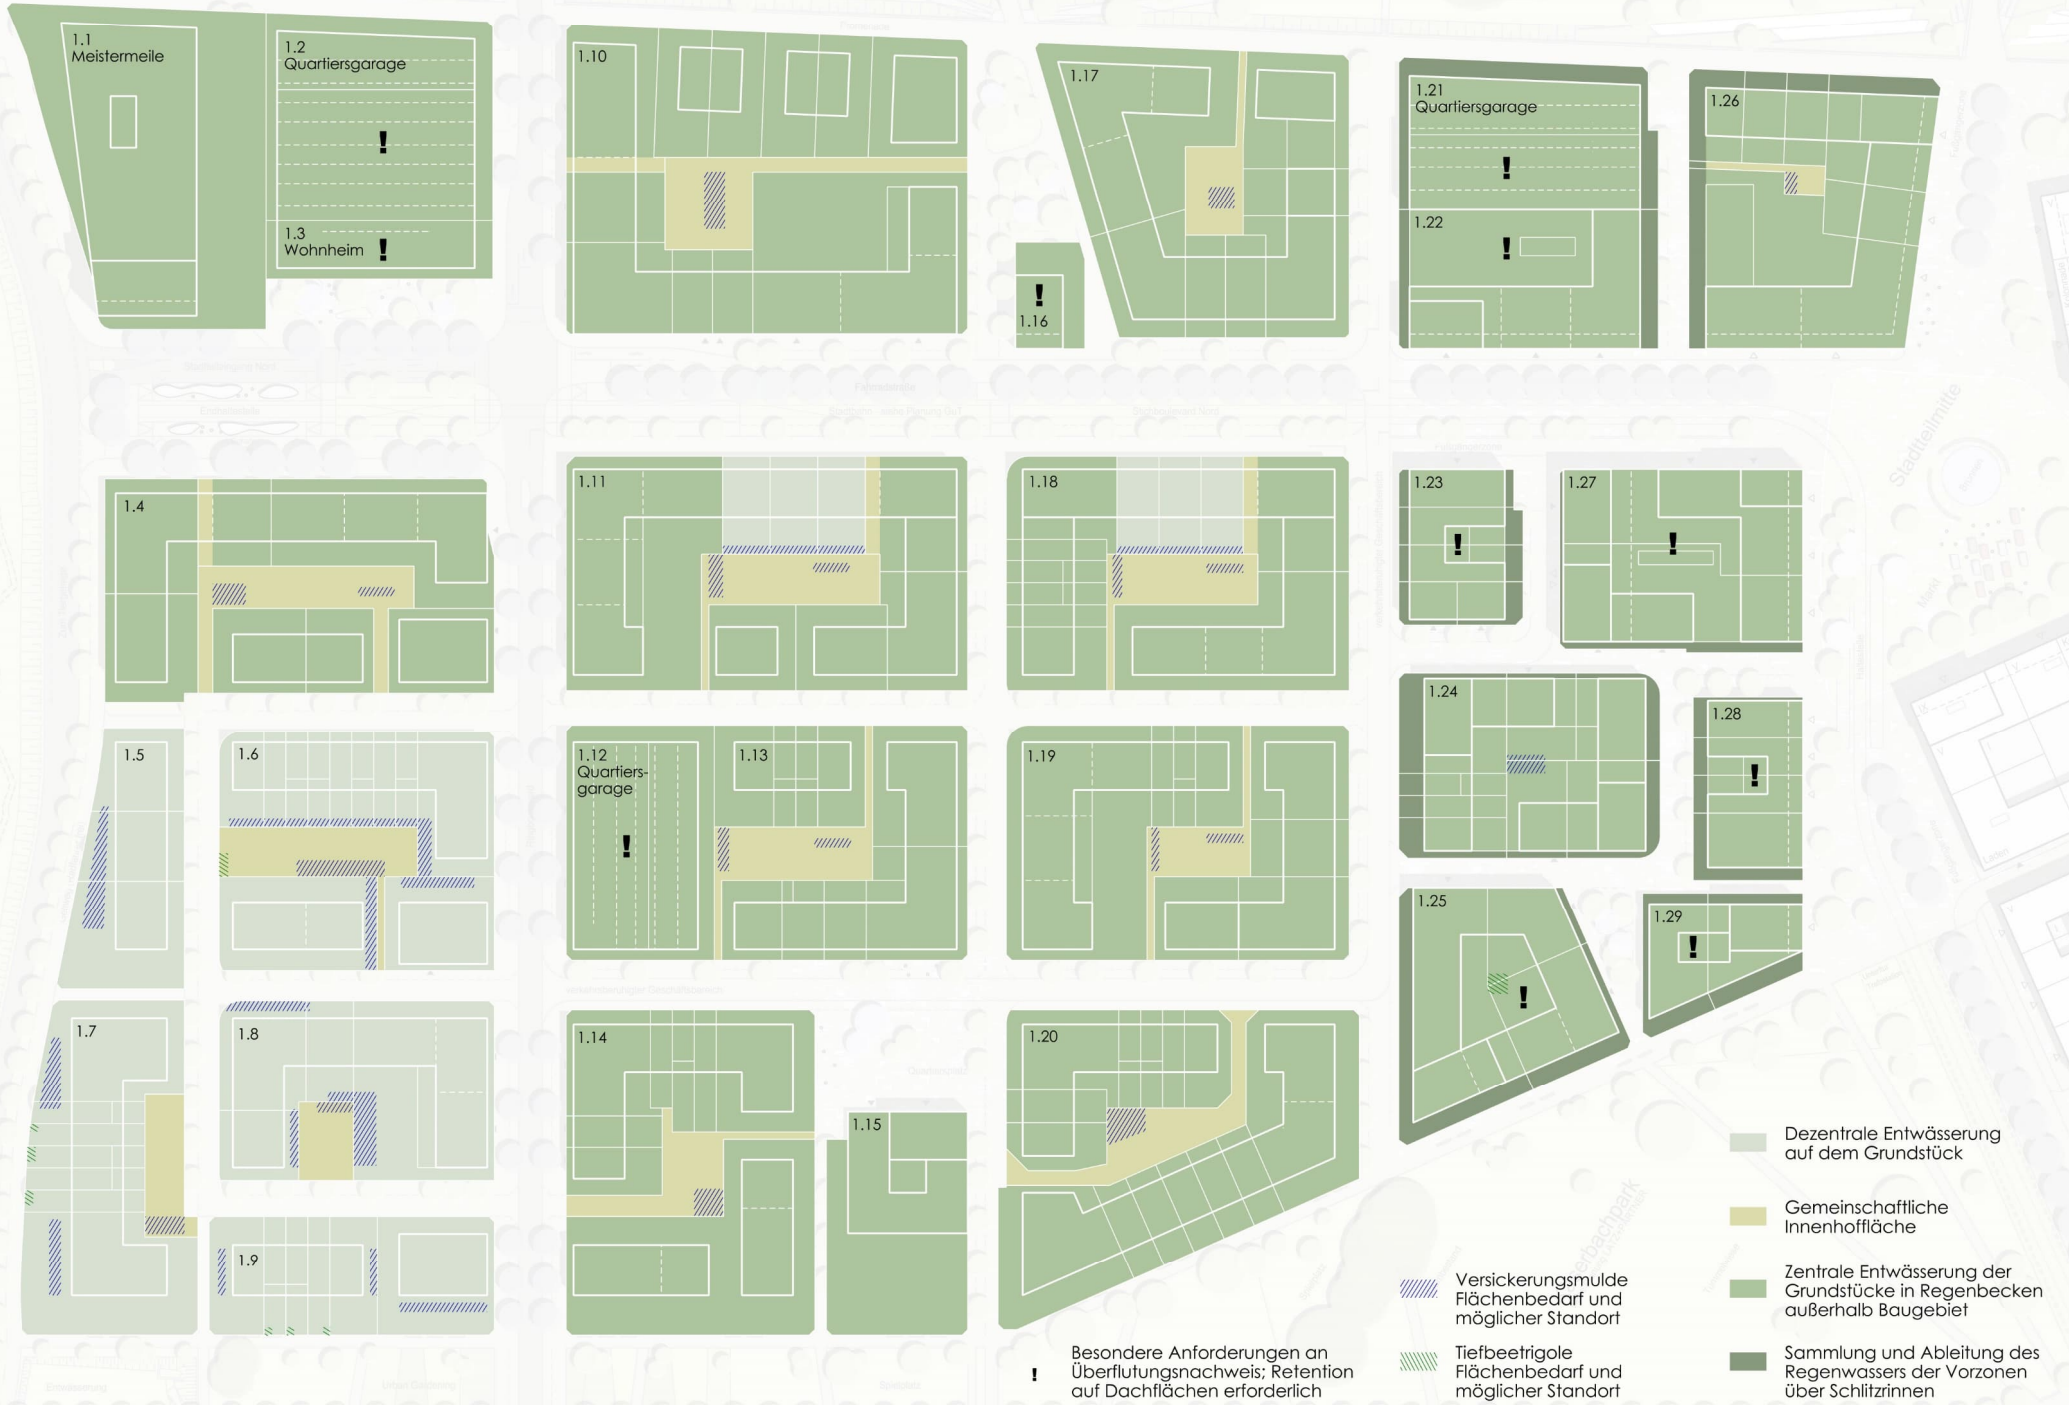 1.1
Meistermeile
1.2
Quartiersgarage
!
1.3
Wohnheim !
1.10
1.17
!
1.16
1.21
Quartiersgarage
!
1.22
!
1.26
Fahrradstraße
Stadtteilmitte
1.4
1.11
1.18
1.23
!
1.27
!
Markt
1.5
1.6
1.12
Quartiers-
garage
!
1.13
1.19
1.24
1.28
!
Laden
1.7
1.8
1.14
1.15
1.20
1.25
!
1.29
!
1.9
Dezentrale Entwässerung
auf dem Grundstück
Gemeinschaftliche
Innenhoffläche
Zentrale Entwässerung der
Grundstücke in Regenbecken
außerhalb Baugebiet
Sammlung und Ableitung des
Regenwassers der Vorzonen
über Schlitzrinnen
Versickerungsmulde
Flächenbedarf und
möglicher Standort
Tiefbeetrigole
Flächenbedarf und
möglicher Standort
! Besondere Anforderungen an
Überflutungsnachweis; Retention
auf Dachflächen erforderlich